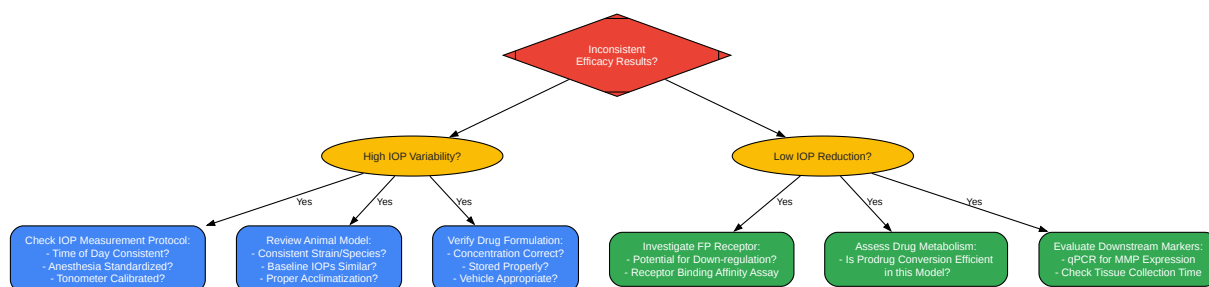 Inconsistent
Efficacy Results?
High IOP Variability?
Low IOP Reduction?
Yes
Yes
Yes
Yes
Yes
Yes
Check IOP Measurement Protocol:
- Time of Day Consistent?
- Anesthesia Standardized?
- Tonometer Calibrated?
Review Animal Model:
- Consistent Strain/Species?
- Baseline IOPs Similar?
- Proper Acclimatization?
Verify Drug Formulation:
- Concentration Correct?
- Stored Properly?
- Vehicle Appropriate?
Investigate FP Receptor:
- Potential for Down-regulation?
- Receptor Binding Affinity Assay
Assess Drug Metabolism:
- Is Prodrug Conversion Efficient
in this Model?
Evaluate Downstream Markers:
- qPCR for MMP Expression
- Check Tissue Collection Time